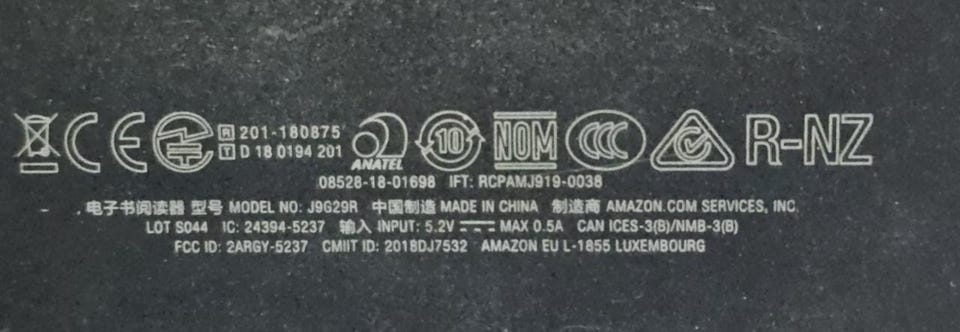 CE R 201-180875
T D 18 0194 201 ANATEL 10 NOM CCC R-NZ
08528-18-01698 IFT: RCPAMJ919-0038
电子书阅读器 型号 MODEL NO: J9G29R 中国制造 MADE IN CHINA 制造商 AMAZON.COM SERVICES, INC.
LOT S044 IC: 24394-5237 输入 INPUT: 5.2V MAX 0.5A CAN ICES-3(B)/NMB-3(B)
FCC ID: 2ARGY-5237 CMIIT ID: 2018DJ7532 AMAZON EU L-1855 LUXEMBOURG